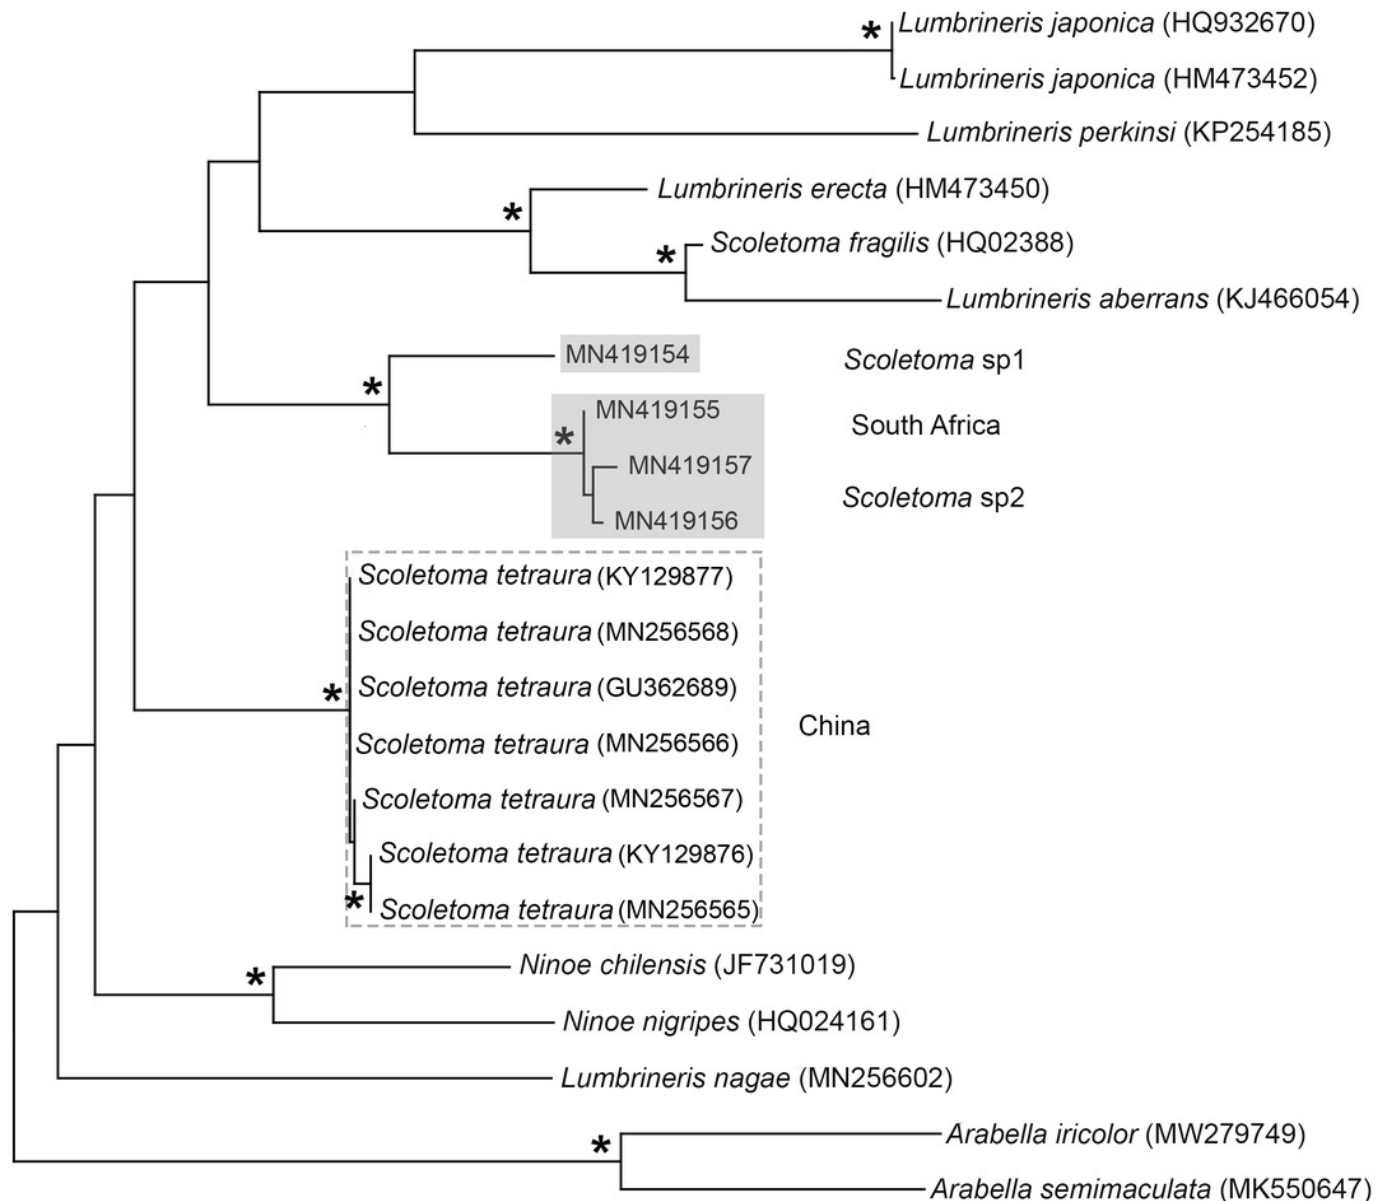 Lumbrineris japonica (HQ932670)
Lumbrineris japonica (HM473452)
Lumbrineris perkinsi (KP254185)
Lumbrineris erecta (HM473450)
Scoletoma fragilis (HQ02388)
Lumbrineris aberrans (KJ466054)
MN419154
Scoletoma sp1
MN419155
South Africa
MN419157
Scoletoma sp2
MN419156
Scoletoma tetraura (KY129877)
Scoletoma tetraura (MN256568)
Scoletoma tetraura (GU362689)
China
Scoletoma tetraura (MN256566)
Scoletoma tetraura (MN256567)
Scoletoma tetraura (KY129876)
Scoletoma tetraura (MN256565)
Ninoe chilensis (JF731019)
Ninoe nigripes (HQ024161)
Lumbrineris nagae (MN256602)
Arabella iricolor (MW279749)
Arabella semimaculata (MK550647)